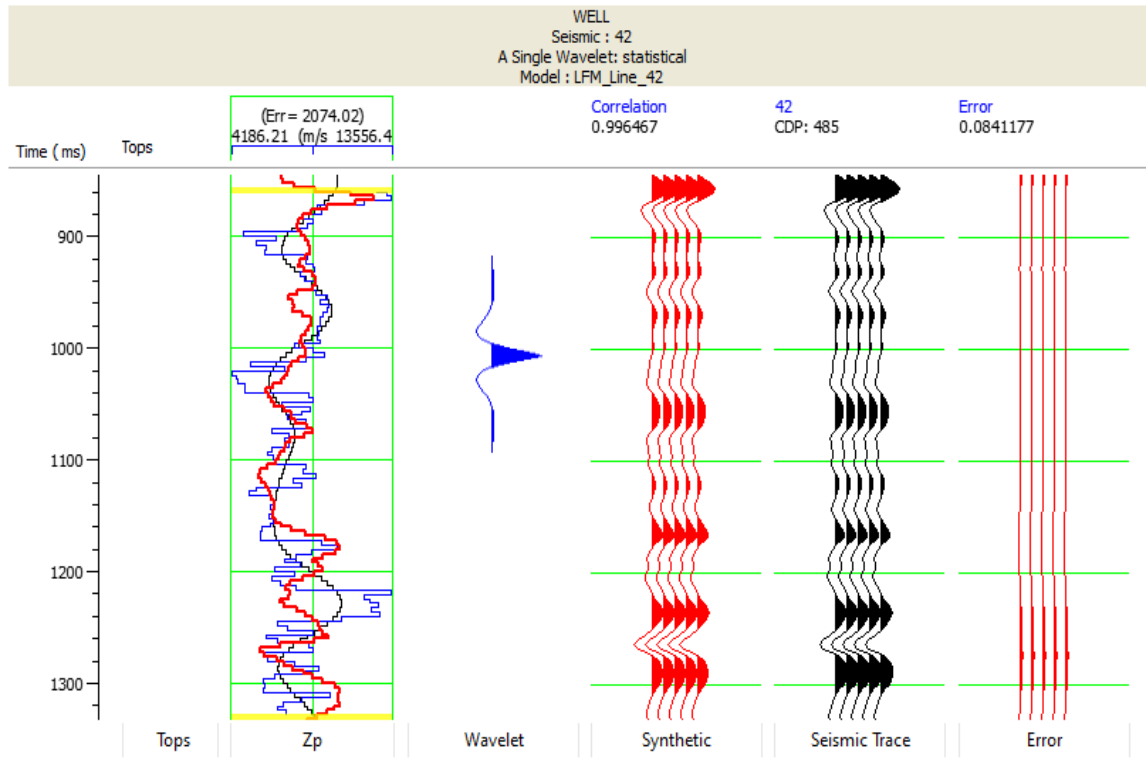 WELL
Seismic : 42
A Single Wavelet: statistical
Model : LFM_Line_42
(Err= 2074.02)
4186.21 (m/s 13556.4
Correlation
0.996467
42
CDP: 485
Error
0.0841177
Time ( ms)
Tops
900
1000
1100
1200
1300
Tops
Zp
Wavelet
Synthetic
Seismic Trace
Error